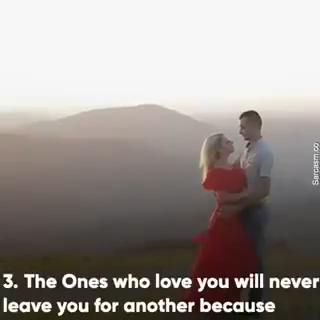 Sarcasm.co
3. The Ones who love you will never
leave you for another because